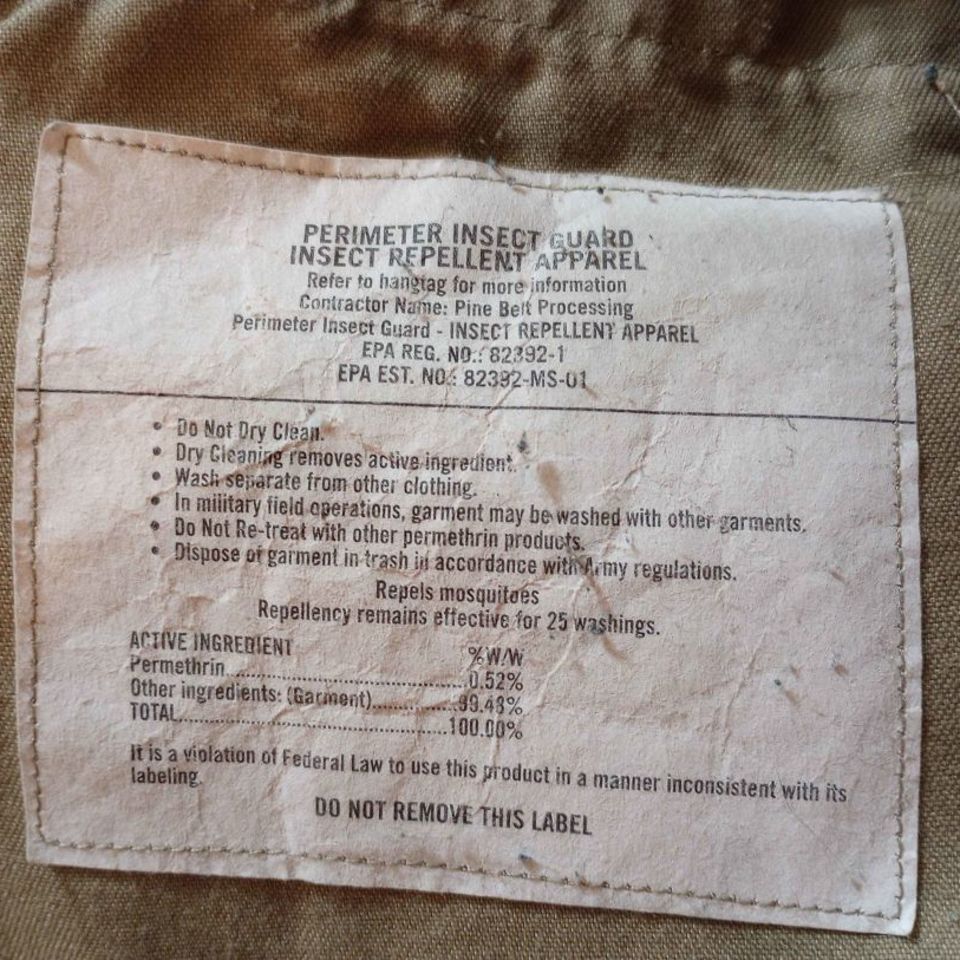 PERIMETER INSECT GUARD
INSECT REPELLENT APPAREL
Refer to hangtag for more information
Contractor Name: Pine Belt Processing
Perimeter Insect Guard - INSECT REPELLENT APPAREL
EPA REG. NO.: 82392-1
EPA EST. NO.: 82392-MS-01
• Do Not Dry Clean.
• Dry Cleaning removes active ingredient.
• Wash separate from other clothing.
• In military field operations, garment may be washed with other garments.
• Do Not Re-treat with other permethrin products.
• Dispose of garment in trash in accordance with Army regulations.
Repels mosquitoes
Repellency remains effective for 25 washings.
ACTIVE INGREDIENT %W/W
Permethrin..............................0.52%
Other ingredients: (Garment)..............99.48%
TOTAL..................................100.00%
It is a violation of Federal Law to use this product in a manner inconsistent with its
labeling.
DO NOT REMOVE THIS LABEL